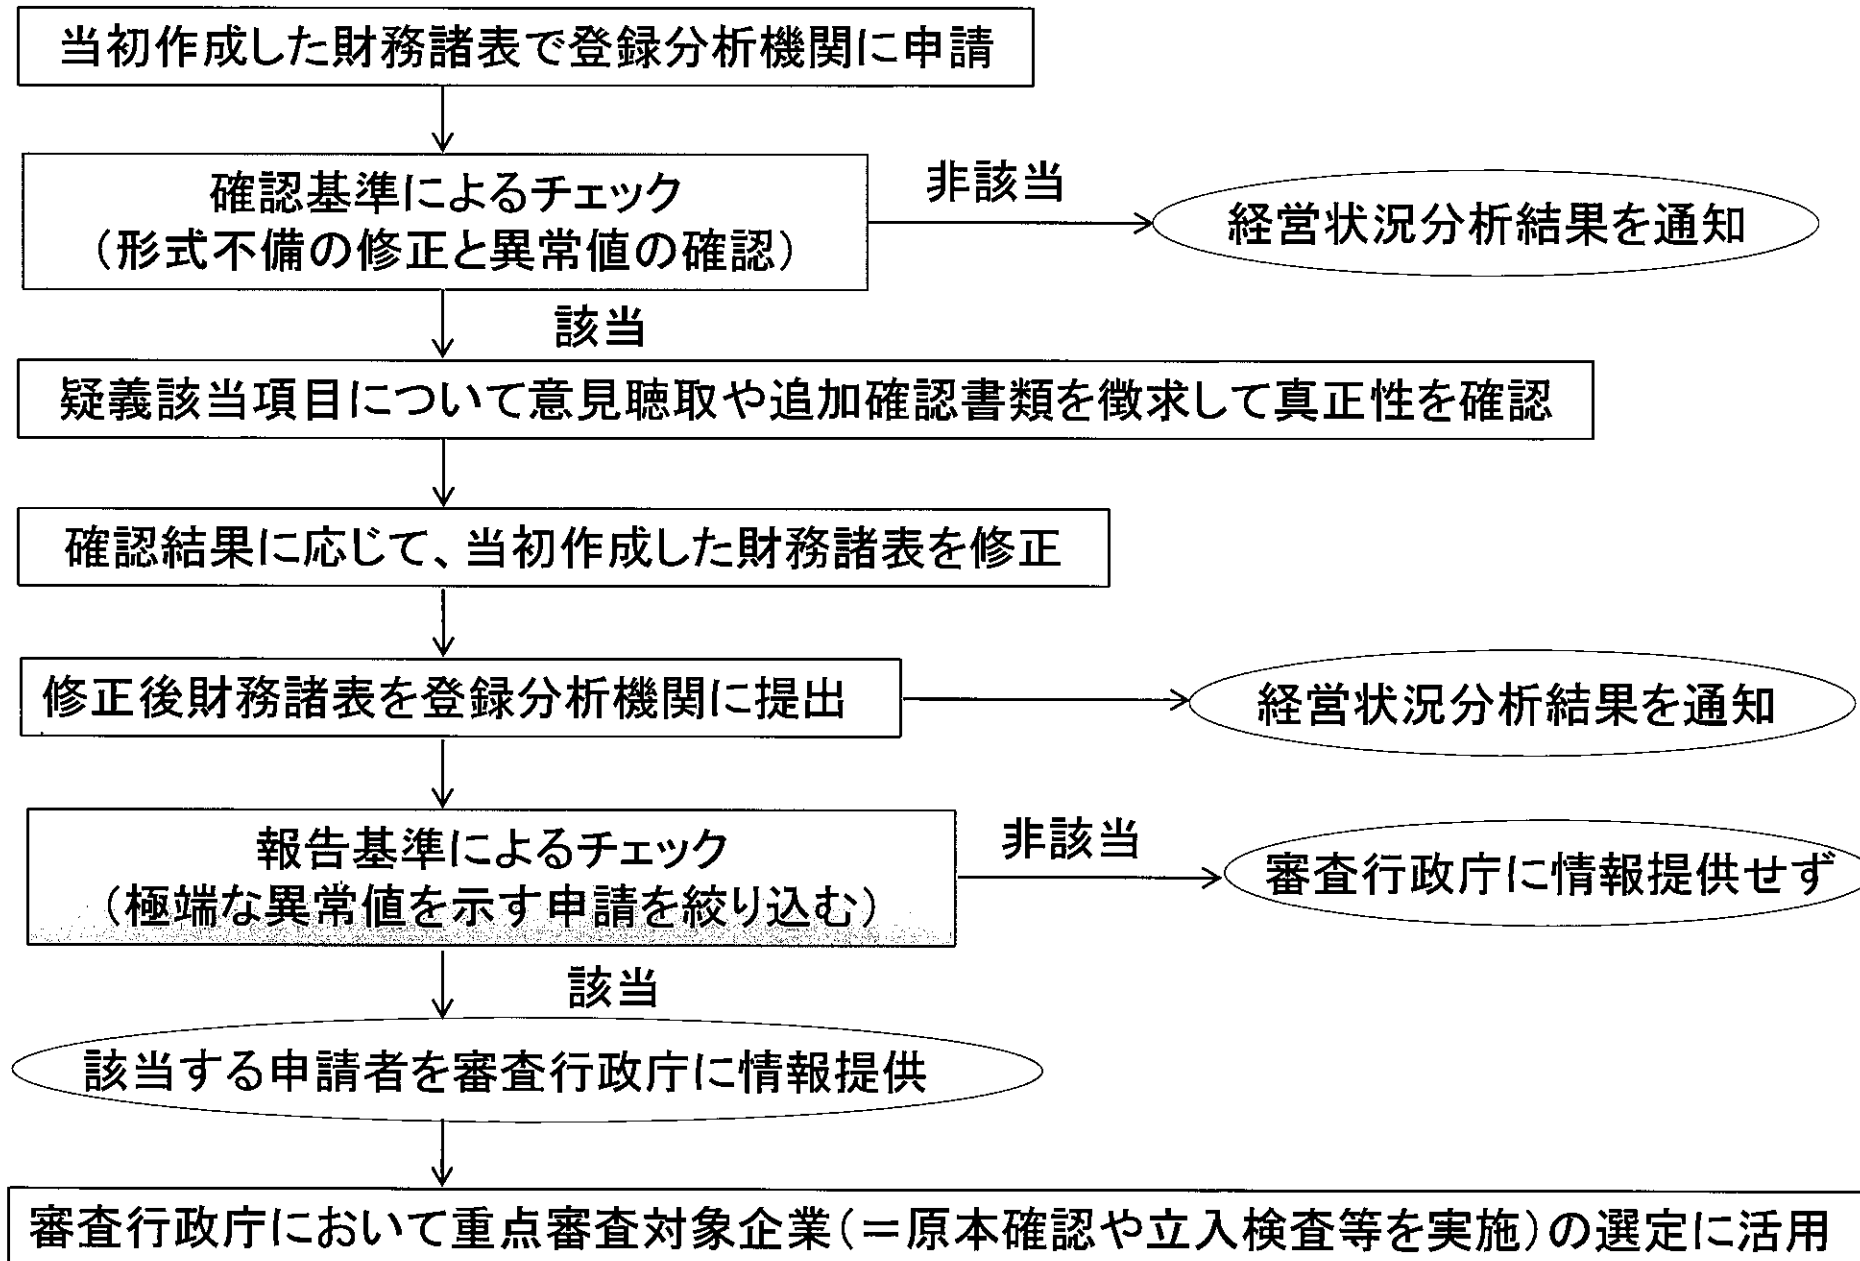 当初作成した財務諸表で登録分析機関に申請
確認基準によるチェック
（形式不備の修正と異常値の確認）
非該当
経営状況分析結果を通知
該当
疑義該当項目について意見聴取や追加確認書類を徴求して真正性を確認
確認結果に応じて、当初作成した財務諸表を修正
修正後財務諸表を登録分析機関に提出
経営状況分析結果を通知
報告基準によるチェック
（極端な異常値を示す申請を絞り込む）
非該当
審査行政庁に情報提供せず
該当
該当する申請者を審査行政庁に情報提供
審査行政庁において重点審査対象企業（＝原本確認や立入検査等を実施）の選定に活用